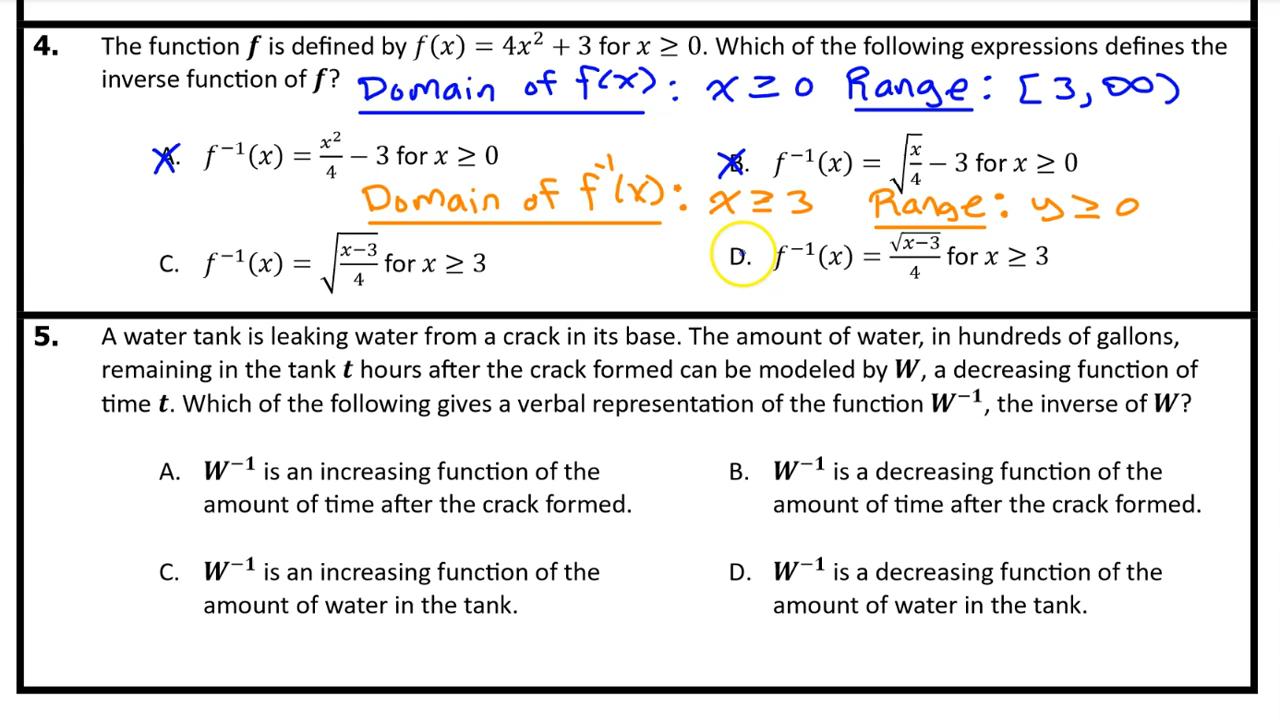 4. The function f is defined by f(x) = 4x² + 3 for x ≥ 0. Which of the following expressions defines the
inverse function of f? Domain of f(x): x ≥ 0 Range: [3, ∞)
A. f⁻¹(x) = x²/4 − 3 for x ≥ 0
B. f⁻¹(x) = √(x/4) − 3 for x ≥ 0
Domain of f⁻¹(x): x ≥ 3 Range: y ≥ 0
C. f⁻¹(x) = √((x−3)/4) for x ≥ 3
D. f⁻¹(x) = √(x−3)/4 for x ≥ 3
5. A water tank is leaking water from a crack in its base. The amount of water, in hundreds of gallons,
remaining in the tank t hours after the crack formed can be modeled by W, a decreasing function of
time t. Which of the following gives a verbal representation of the function W⁻¹, the inverse of W?
A. W⁻¹ is an increasing function of the
amount of time after the crack formed.
B. W⁻¹ is a decreasing function of the
amount of time after the crack formed.
C. W⁻¹ is an increasing function of the
amount of water in the tank.
D. W⁻¹ is a decreasing function of the
amount of water in the tank.